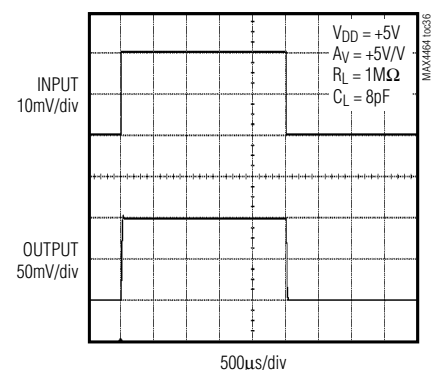 V_DD = +5V
A_V = +5V/V
R_L = 1MΩ
C_L = 8pF
MAX4464 toc36
INPUT
10mV/div
OUTPUT
50mV/div
500μs/div